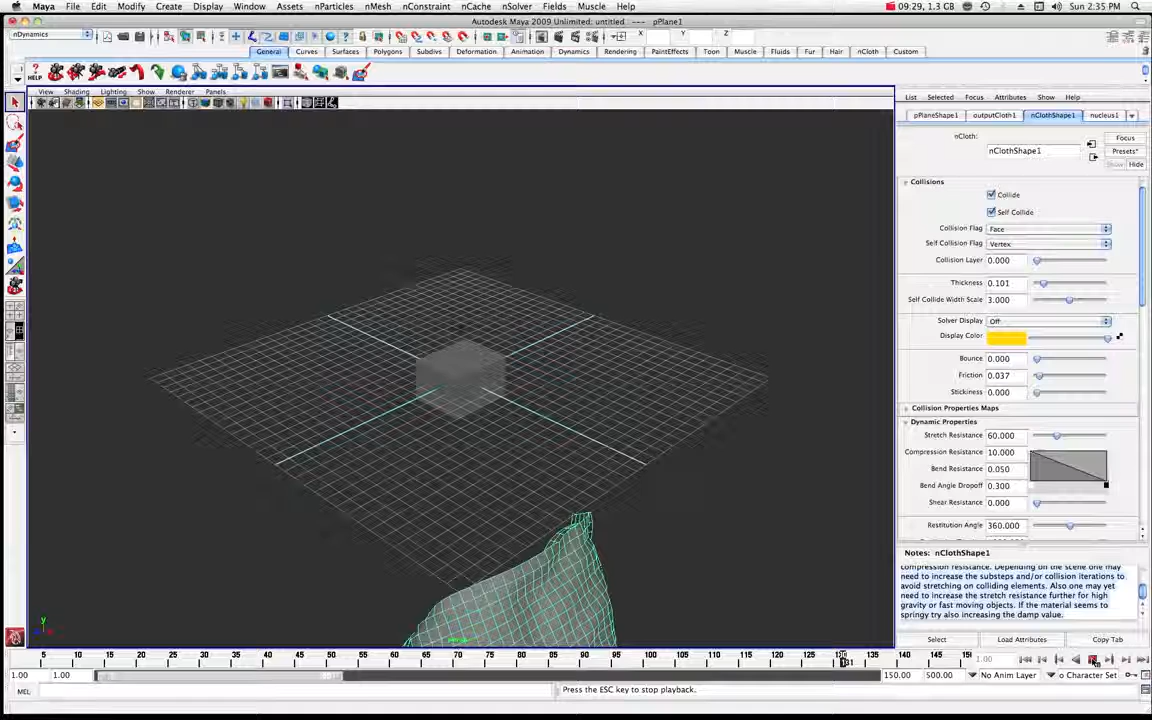 Maya File Edit Modify Create Display Window Assets nParticles nMesh nConstraint nCache Fields Muscle Help 09:29, 1.3 GB Sun 2:35 PM
Autodesk Maya 2009 Unlimited: untitled --- pPlane1
nDynamics X: Y: Z:
General Curves Surfaces Polygons Subdivs Deformation Animation Dynamics Rendering PaintEffects Toon Muscle Fluids Fur Hair nCloth Custom
HELP
View Shading Lighting Show Renderer Panels
List Selected Focus Attributes Show Help
pPlaneShape1 outputCloth1 nClothShape1 nucleus1
nCloth: Focus
nClothShape1 Presets*
Show Hide
Collisions
Collide
Self Collide
Collision Flag Face
Self Collision Flag Vertex
Collision Layer 0.000
Thickness 0.101
Self Collide Width Scale 3.000
Solver Display Off
Display Color
Bounce 0.000
Friction 0.037
Stickiness 0.000
Collision Properties Maps
Dynamic Properties
Stretch Resistance 60.000
Compression Resistance 10.000
Bend Resistance 0.050
Bend Angle Dropoff 0.300
Shear Resistance 0.000
Restitution Angle 360.000
Notes: nClothShape1
compression resistance. Depending on the scene one may
need to increase the substeps and/or collision iterations to
avoid stretching on colliding elements. Also one may yet
need to increase the stretch resistance further for high
gravity or fast moving objects. If the material seems to
springy try also increasing the damp value.
y
persp
Select Load Attributes Copy Tab
5 10 15 20 25 30 35 40 45 50 55 60 65 70 75 80 85 90 95 100 105 110 115 120 125 135 140 145 1.00
131
1.00 1.00 150.00 500.00 No Anim Layer o Character Set
MEL Press the ESC key to stop playback.